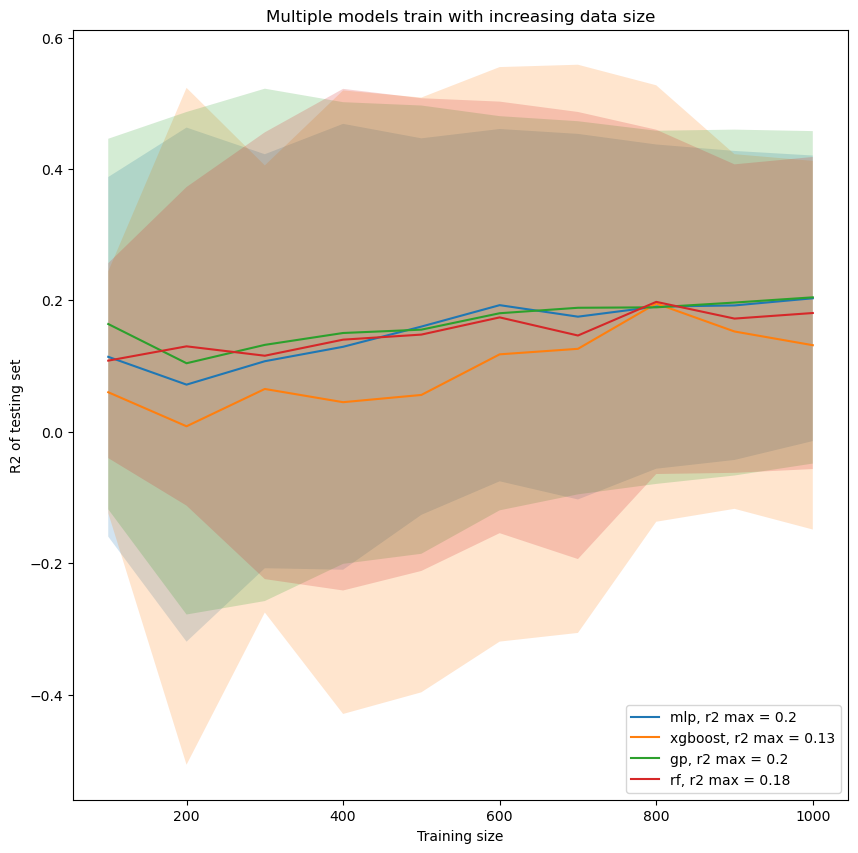 Multiple models train with increasing data size
0.6
0.4
0.2
0.0
−0.2
−0.4
R2 of testing set
200
400
600
800
1000
Training size
mlp, r2 max = 0.2
xgboost, r2 max = 0.13
gp, r2 max = 0.2
rf, r2 max = 0.18